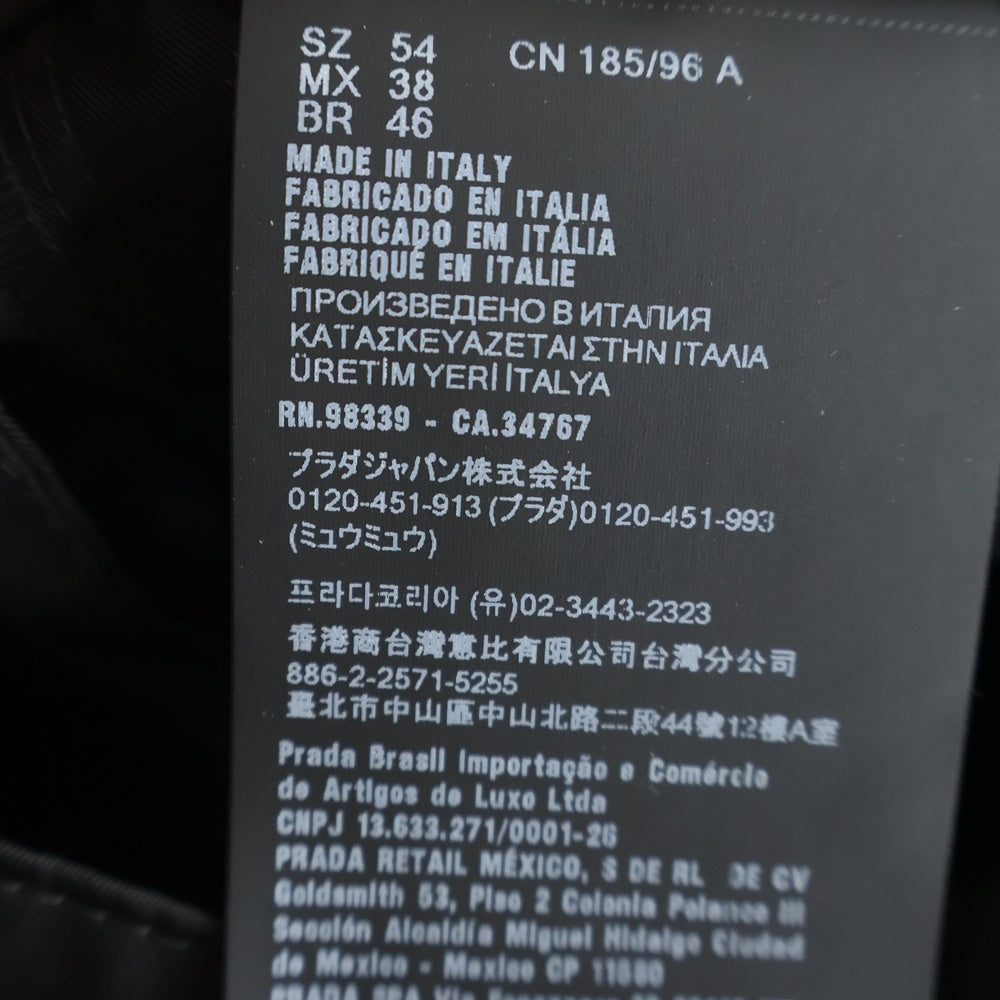 SZ 54 CN 185/96 A
MX 38
BR 46
MADE IN ITALY
FABRICADO EN ITALIA
FABRICADO EM ITÁLIA
FABRIQUÉ EN ITALIE
ПРОИЗВЕДЕНО В ИТАЛИЯ
ΚΑΤΑΣΚΕΥΑΖΕΤΑΙ ΣΤΗΝ ΙΤΑΛΙΑ
ÜRETİM YERİ İTALYA
RN.98339 - CA.34767
プラダジャパン株式会社
0120-451-913 (プラダ)0120-451-993
(ミュウミュウ)
프라다코리아 (유)02-3443-2323
香港商台灣意比有限公司台灣分公司
886-2-2571-5255
臺北市中山區中山北路二段44號12樓A室
Prada Brasil Importação e Comércio
de Artigos de Luxo Ltda
CNPJ 13.633.271/0001-26
PRADA RETAIL MÉXICO, S DE RL DE CV
Goldsmith 53, Piso 2 Colonia Polanco III
Sección Alcaldía Miguel Hidalgo Ciudad
de Mexico - Mexico CP 11560
PRADA SPA Via